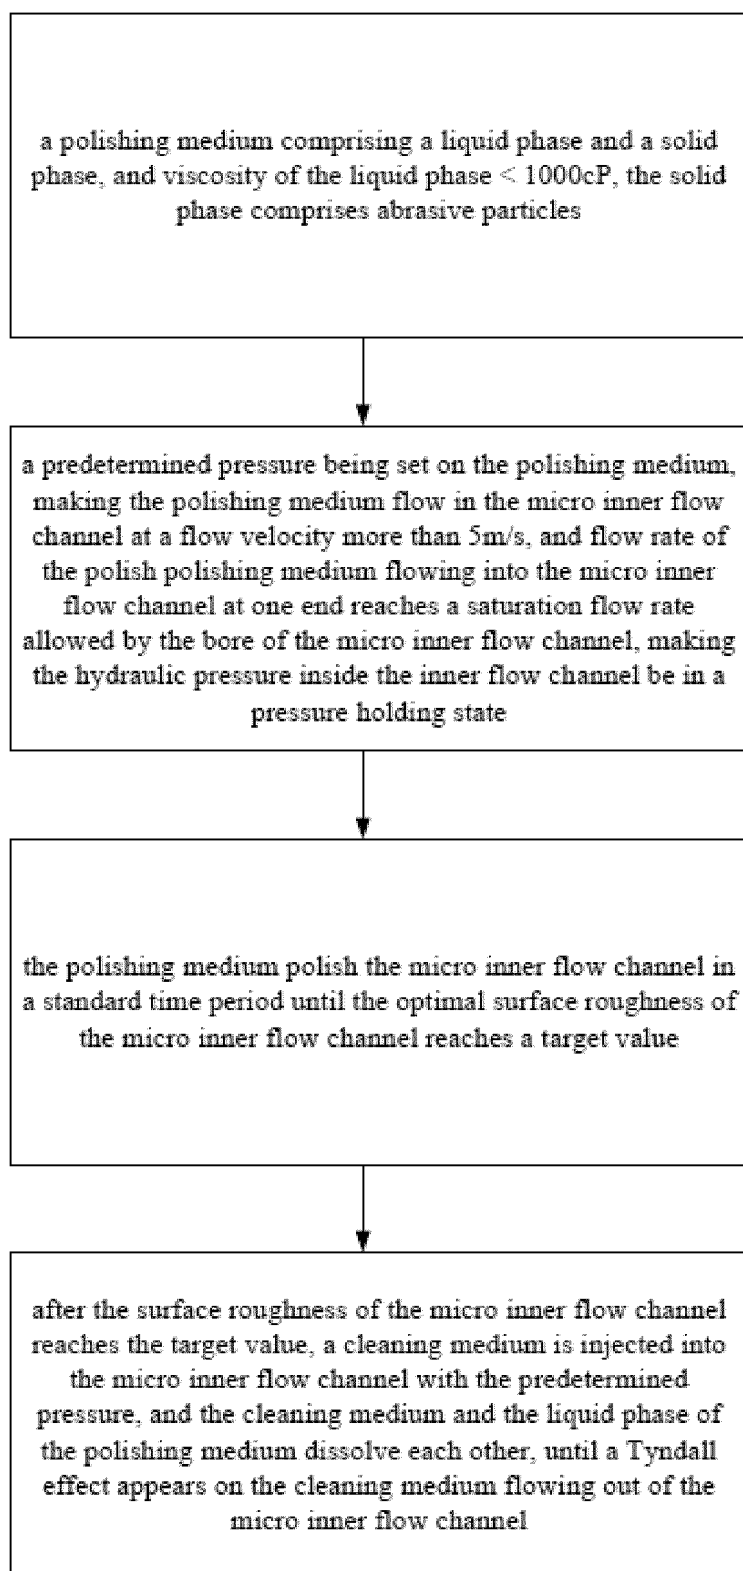 a polishing medium comprising a liquid phase and a solid
phase, and viscosity of the liquid phase < 1000cP, the solid
phase comprises abrasive particles
a predetermined pressure being set on the polishing medium,
making the polishing medium flow in the micro inner flow
channel at a flow velocity more than 5m/s, and flow rate of
the polish polishing medium flowing into the micro inner
flow channel at one end reaches a saturation flow rate
allowed by the bore of the micro inner flow channel, making
the hydraulic pressure inside the inner flow channel be in a
pressure holding state
the polishing medium polish the micro inner flow channel in
a standard time period until the optimal surface roughness of
the micro inner flow channel reaches a target value
after the surface roughness of the micro inner flow channel
reaches the target value, a cleaning medium is injected into
the micro inner flow channel with the predetermined
pressure, and the cleaning medium and the liquid phase of
the polishing medium dissolve each other, until a Tyndall
effect appears on the cleaning medium flowing out of the
micro inner flow channel